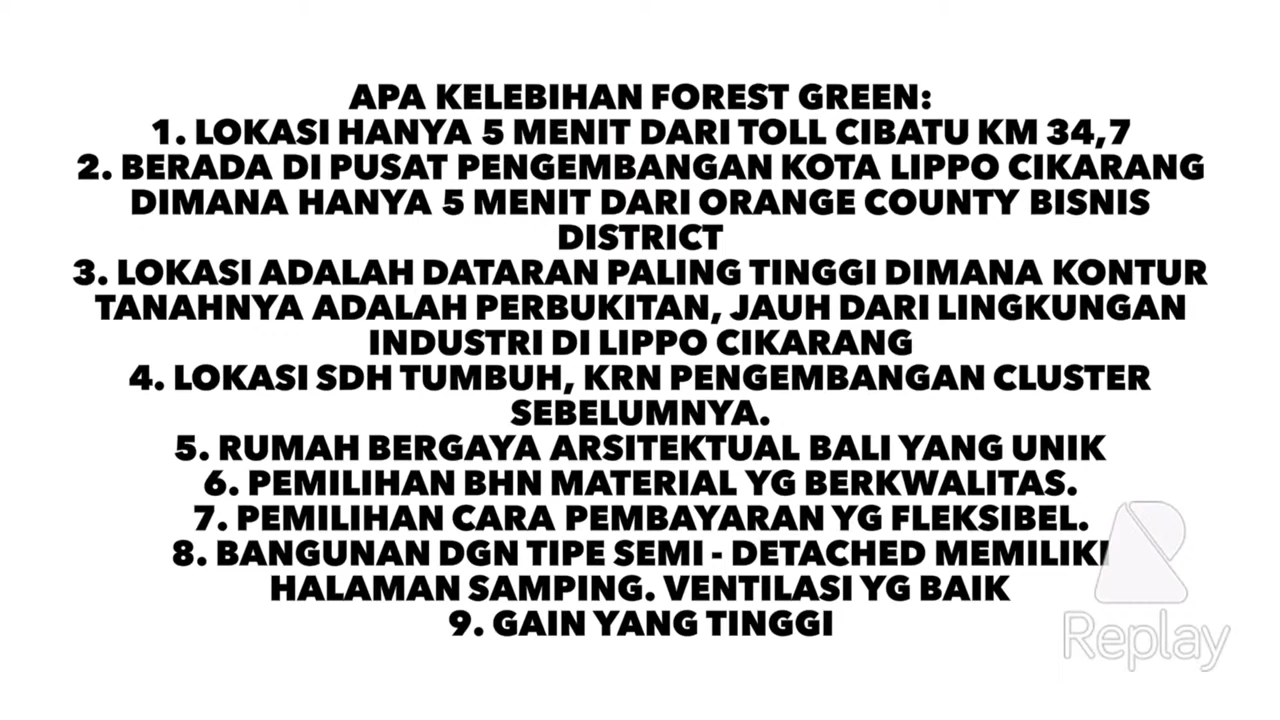 APA KELEBIHAN FOREST GREEN:
1. LOKASI HANYA 5 MENIT DARI TOLL CIBATU KM 34,7
2. BERADA DI PUSAT PENGEMBANGAN KOTA LIPPO CIKARANG
DIMANA HANYA 5 MENIT DARI ORANGE COUNTY BISNIS
DISTRICT
3. LOKASI ADALAH DATARAN PALING TINGGI DIMANA KONTUR
TANAHNYA ADALAH PERBUKITAN, JAUH DARI LINGKUNGAN
INDUSTRI DI LIPPO CIKARANG
4. LOKASI SDH TUMBUH, KRN PENGEMBANGAN CLUSTER
SEBELUMNYA.
5. RUMAH BERGAYA ARSITEKTUAL BALI YANG UNIK
6. PEMILIHAN BHN MATERIAL YG BERKWALITAS.
7. PEMILIHAN CARA PEMBAYARAN YG FLEKSIBEL.
8. BANGUNAN DGN TIPE SEMI - DETACHED MEMILIKI
HALAMAN SAMPING. VENTILASI YG BAIK
9. GAIN YANG TINGGI
Replay